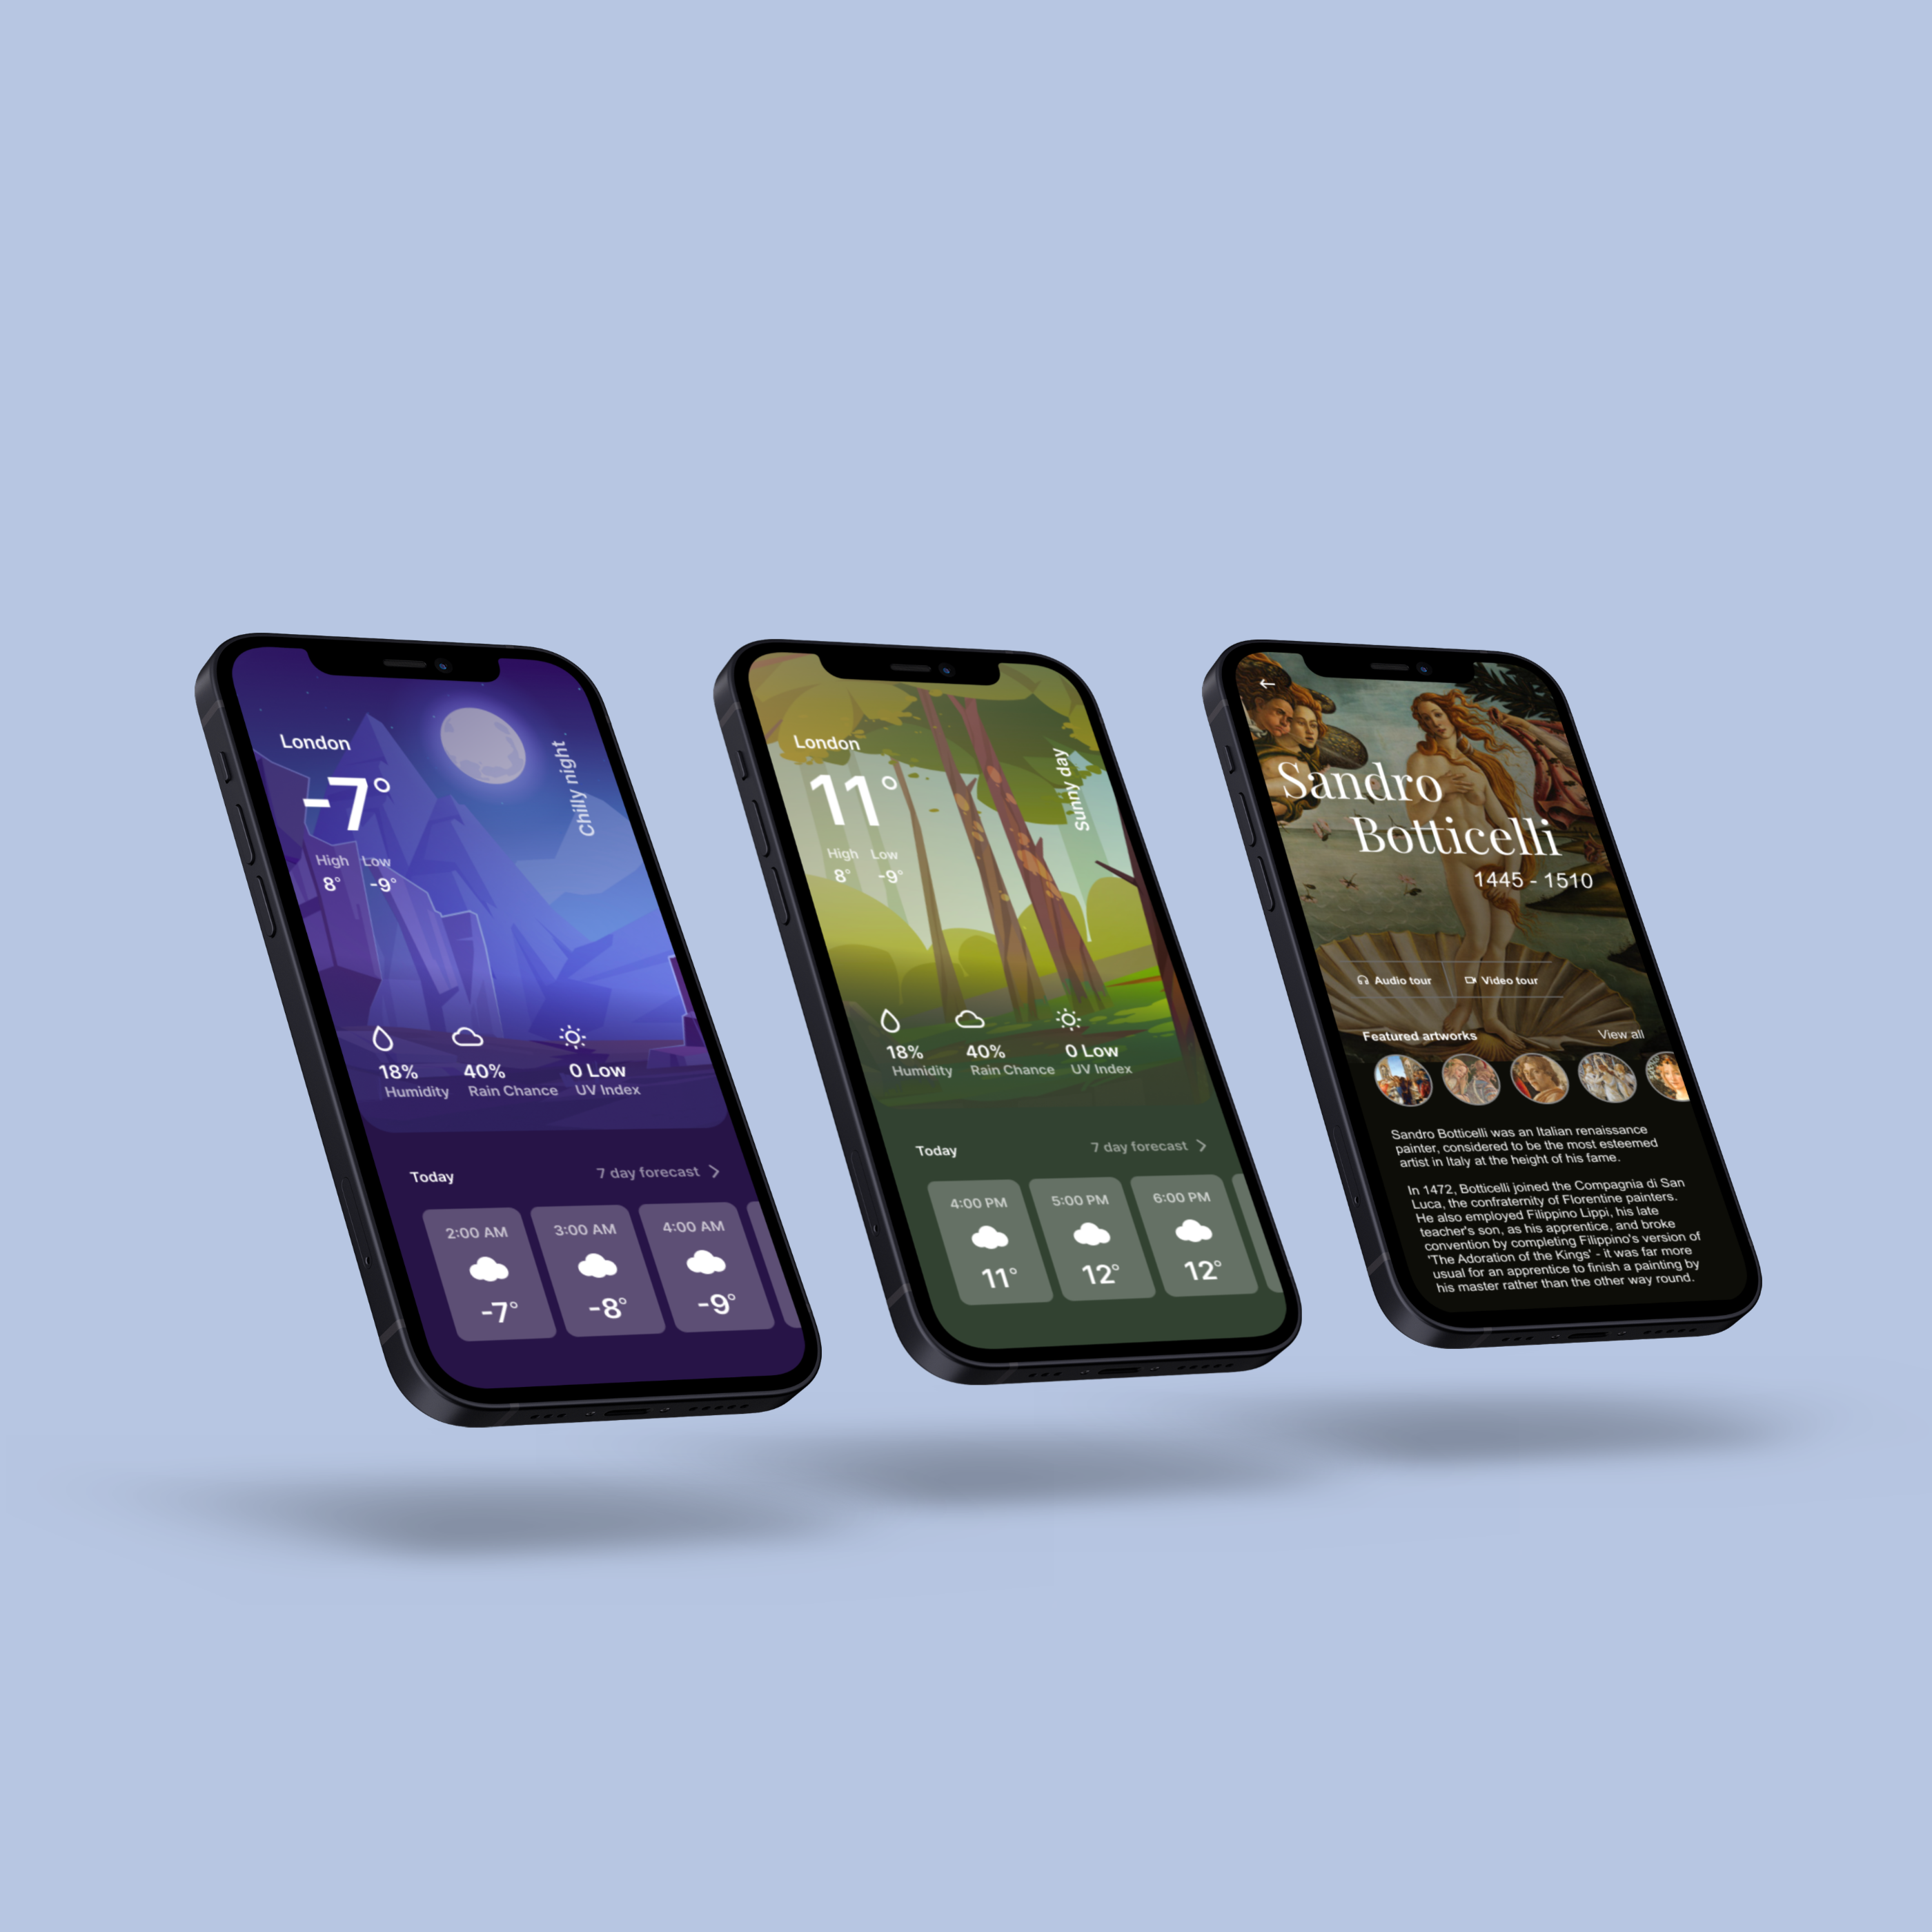 London
-7°
Chilly night
High Low
8° -9°
18% 40% 0 Low
Humidity Rain Chance UV Index
Today 7 day forecast
2:00 AM 3:00 AM 4:00 AM
-7° -8° -9°
London
11°
Sunny day
High Low
8° -9°
18% 40% 0 Low
Humidity Rain Chance UV Index
Today 7 day forecast
4:00 PM 5:00 PM 6:00 PM
11° 12° 12°
Sandro
Botticelli
1445 - 1510
Audio tour Video tour
Featured artworks View all
Sandro Botticelli was an Italian renaissance
painter, considered to be the most esteemed
artist in Italy at the height of his fame.
In 1472, Botticelli joined the Compagnia di San
Luca, the confraternity of Florentine painters.
He also employed Filippino Lippi, his late
teacher's son, as his apprentice, and broke
convention by completing Filippino's version of
'The Adoration of the Kings' - it was far more
usual for an apprentice to finish a painting by
his master rather than the other way round.